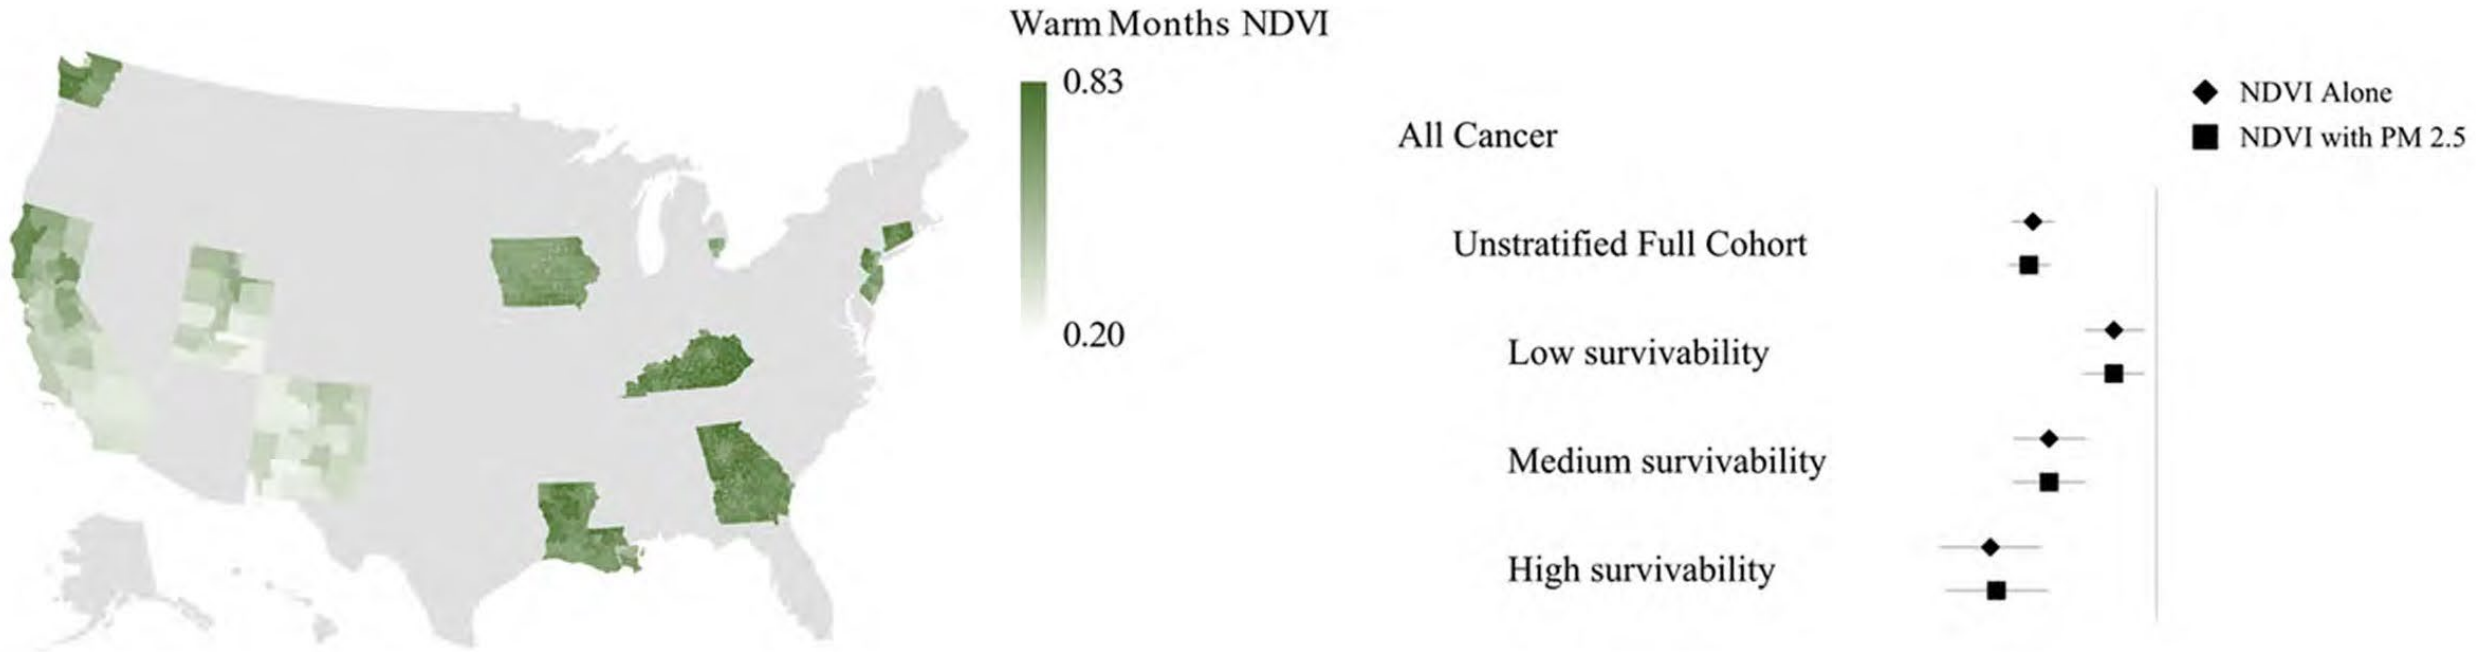 Warm Months NDVI
0.83
0.20
NDVI Alone
NDVI with PM 2.5
All Cancer
Unstratified Full Cohort
Low survivability
Medium survivability
High survivability